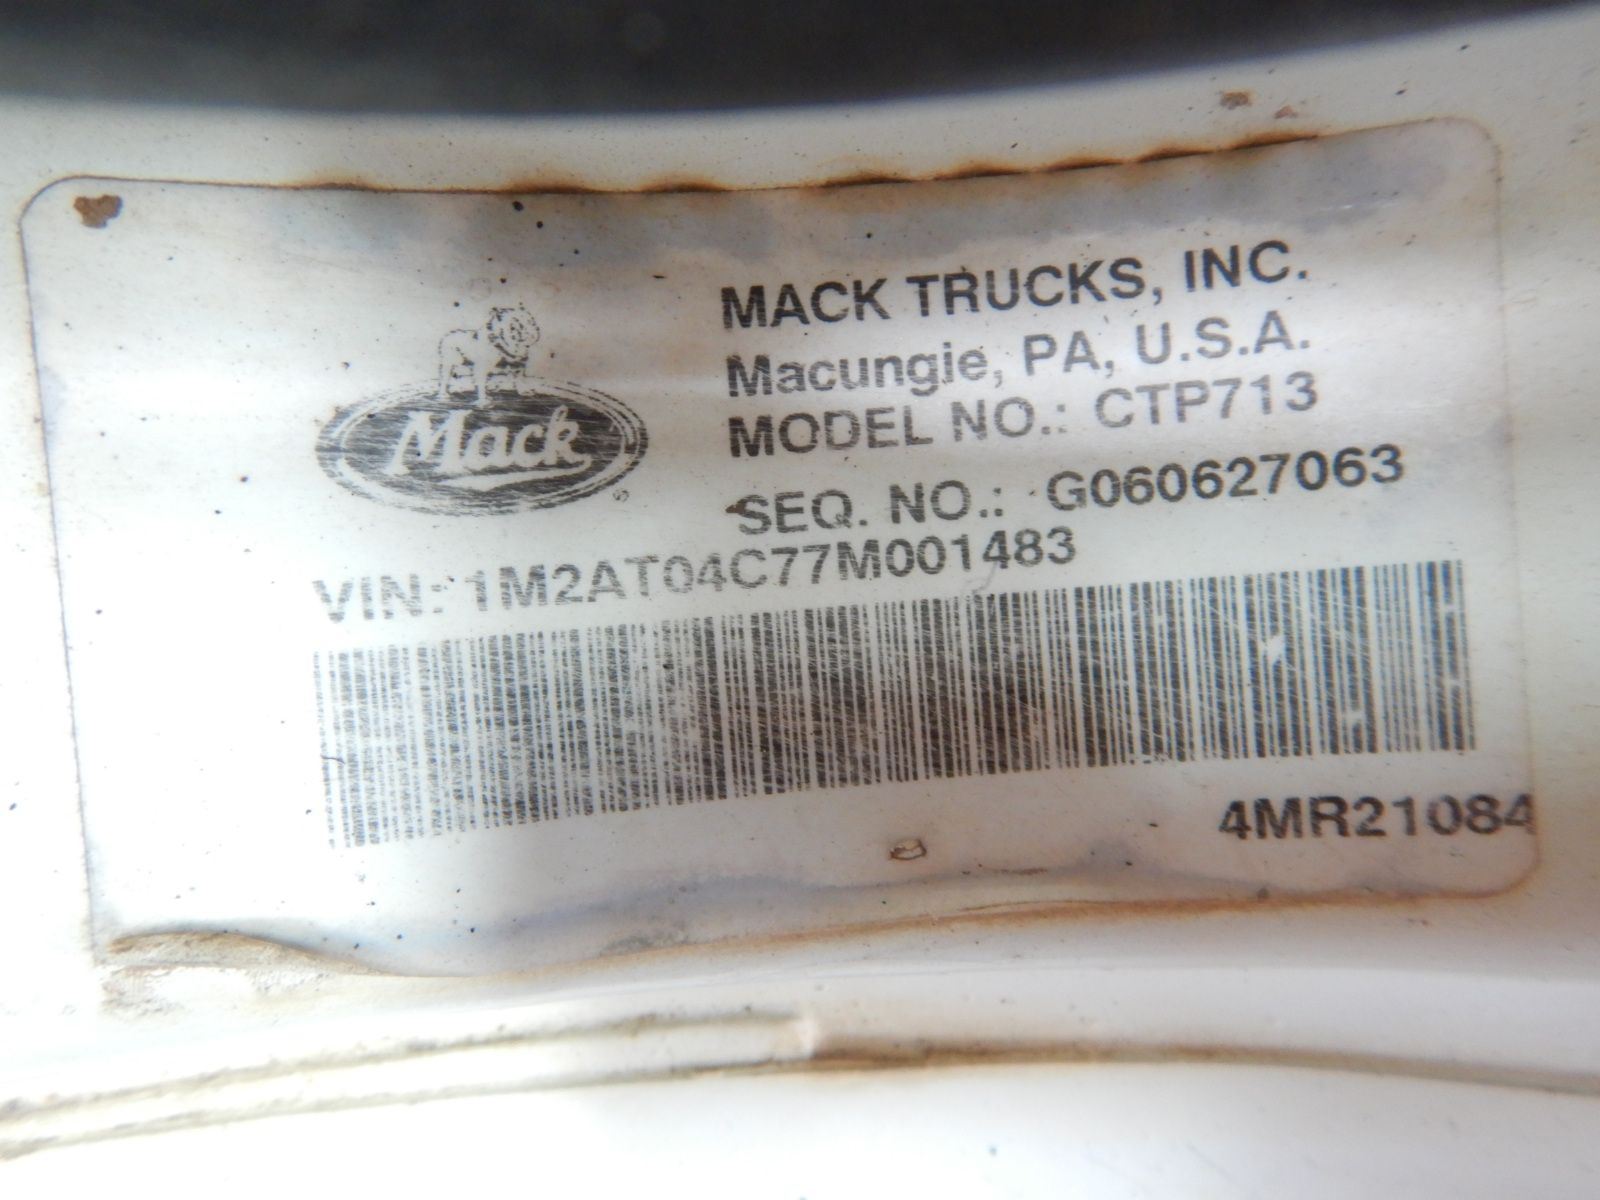 Mack
®
MACK TRUCKS, INC.
Macungie, PA, U.S.A.
MODEL NO.: CTP713
SEQ. NO.: G060627063
VIN: 1M2AT04C77M001483
4MR21084